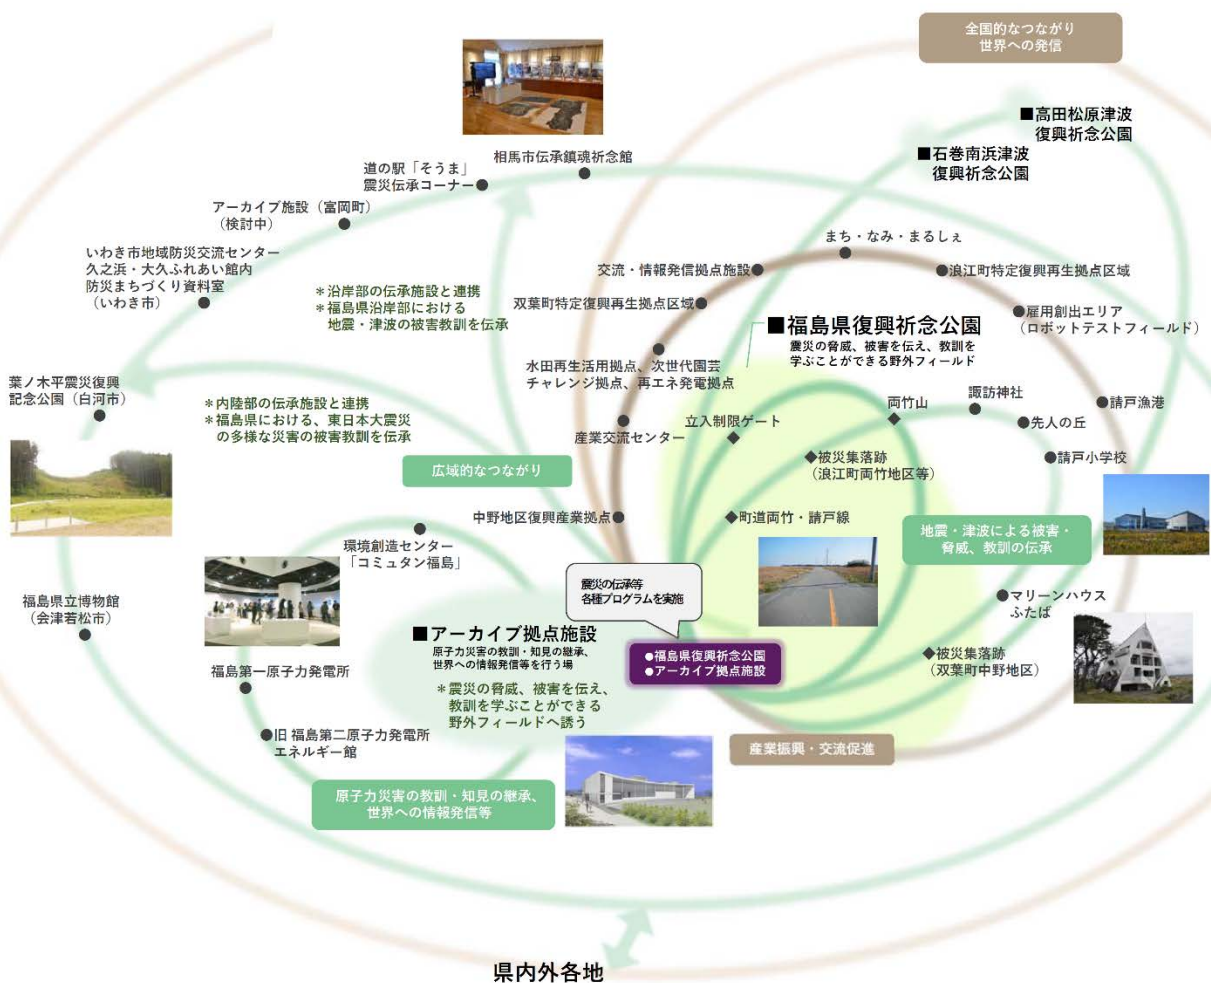 全国的なつながり
世界への発信
■高田松原津波
復興祈念公園
■石巻南浜津波
復興祈念公園
相馬市伝承鎮魂祈念館
道の駅「そうま」
震災伝承コーナー●
アーカイブ施設（富岡町）
（検討中）
いわき市地域防災交流センター
久之浜・大久ふれあい館内
防災まちづくり資料室
（いわき市）
まち・なみ・まるしぇ
交流・情報発信拠点施設●
●浪江町特定復興再生拠点区域
＊沿岸部の伝承施設と連携
＊福島県沿岸部における
地震・津波の被害教訓を伝承
双葉町特定復興再生拠点区域●
●雇用創出エリア
（ロボットテストフィールド）
■福島県復興祈念公園
震災の脅威、被害を伝え、教訓を
学ぶことができる野外フィールド
水田再生活用拠点、次世代園芸
チャレンジ拠点、再エネ発電拠点
葉ノ木平震災復興
記念公園（白河市）
＊内陸部の伝承施設と連携
＊福島県における、東日本大震災
の多様な災害の被害教訓を伝承
産業交流センター
立入制限ゲート
両竹山
諏訪神社
●先人の丘
●請戸漁港
●請戸小学校
◆被災集落跡
（浪江町両竹地区等）
広域的なつながり
中野地区復興産業拠点●
◆町道両竹・請戸線
地震・津波による被害・
脅威、教訓の伝承
環境創造センター
「コミュタン福島」
震災の伝承等
各種プログラムを実施
福島県立博物館
（会津若松市）
●マリーンハウス
ふたば
■アーカイブ拠点施設
原子力災害の教訓・知見の継承、
世界への情報発信等を行う場
＊震災の脅威、被害を伝え、
教訓を学ぶことができる
野外フィールドへ誘う
●福島県復興祈念公園
●アーカイブ拠点施設
◆被災集落跡
（双葉町中野地区）
福島第一原子力発電所
●旧 福島第二原子力発電所
エネルギー館
産業振興・交流促進
原子力災害の教訓・知見の継承、
世界への情報発信等
県内外各地